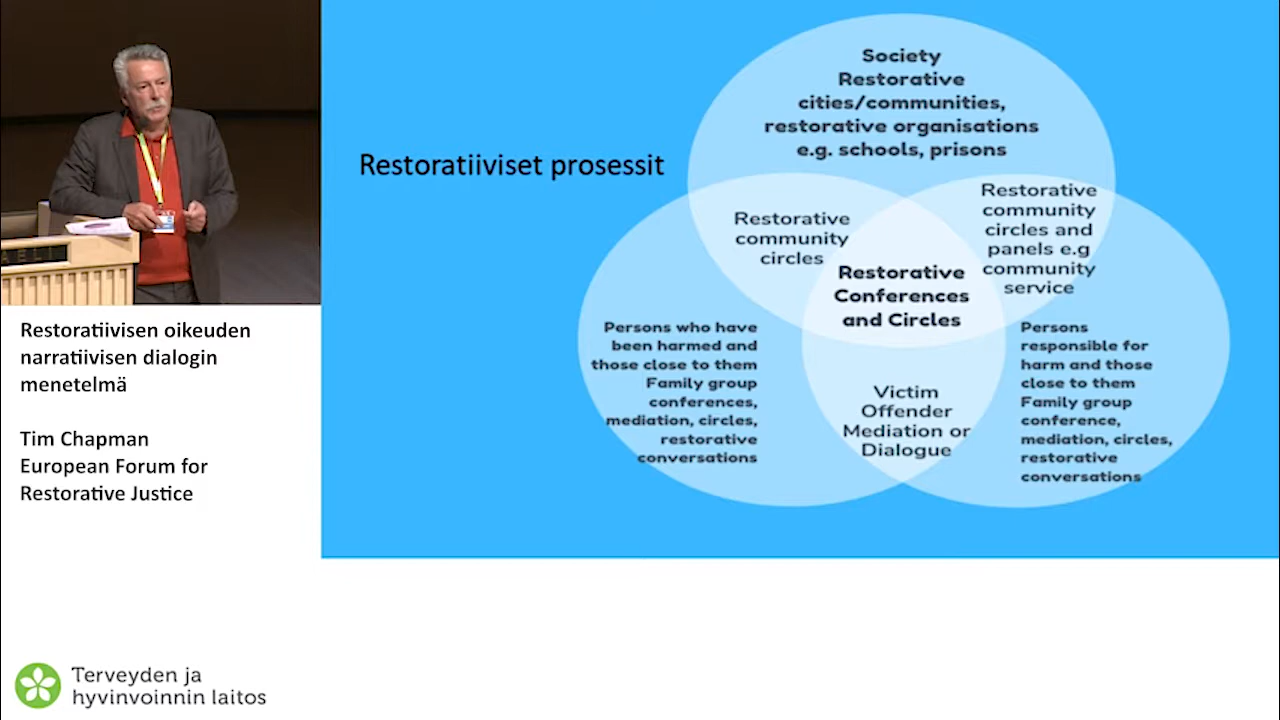 Restoratiiviset prosessit
Society
Restorative
cities/communities,
restorative organisations
e.g. schools, prisons
Restorative
community
circles
Restorative
community
circles and
panels e.g
community
service
Restorative
Conferences
and Circles
Persons who have
been harmed and
those close to them
Family group
conferences,
mediation, circles,
restorative
conversations
Victim
Offender
Mediation or
Dialogue
Persons
responsible for
harm and those
close to them
Family group
conference,
mediation, circles,
restorative
conversations
Restoratiivisen oikeuden
narratiivisen dialogin
menetelmä
Tim Chapman
European Forum for
Restorative Justice
Terveyden ja
hyvinvoinnin laitos